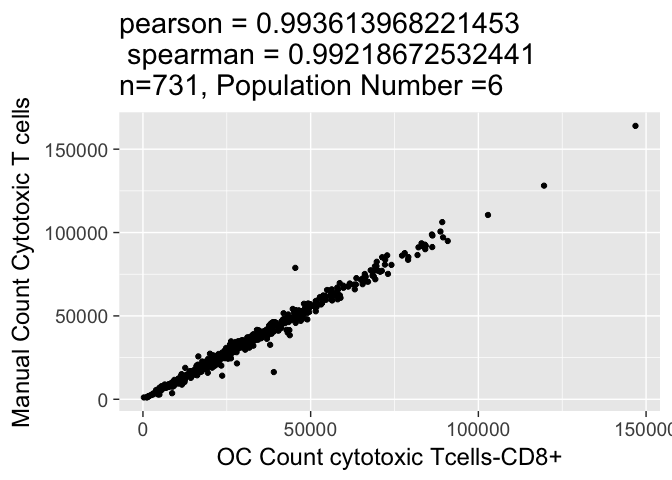 pearson = 0.993613968221453
spearman = 0.99218672532441
n=731, Population Number =6
Manual Count Cytotoxic T cells
150000
100000
50000
0
0 50000 100000 150000
OC Count cytotoxic Tcells-CD8+